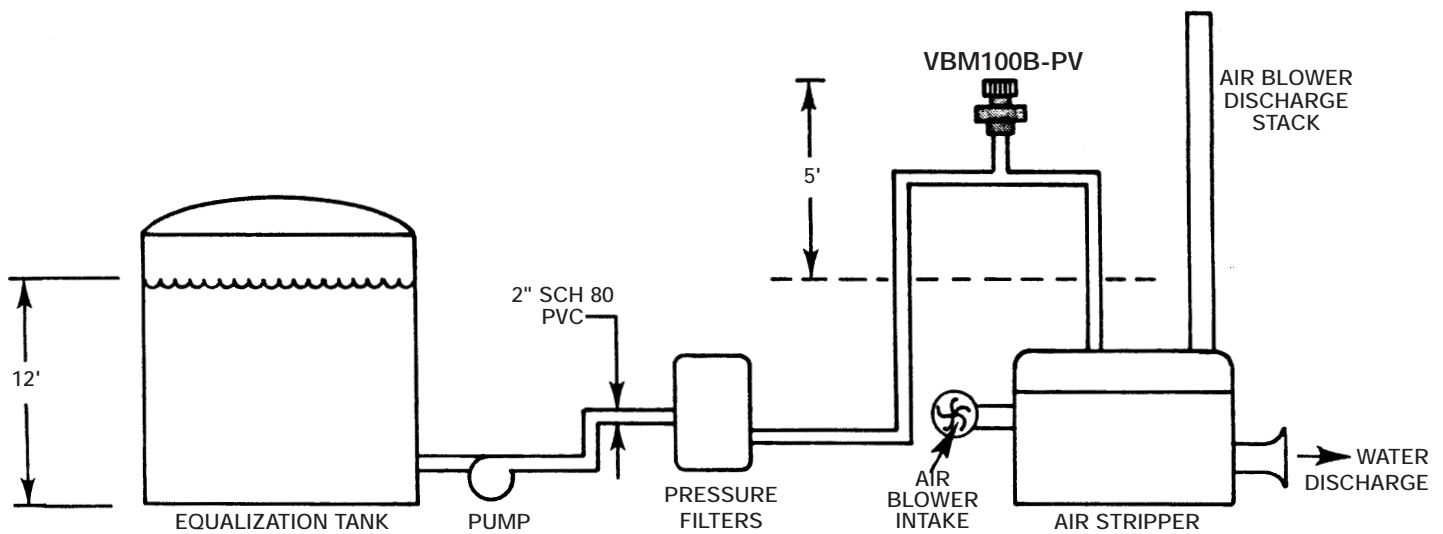 VBM100B-PV
AIR BLOWER
DISCHARGE
STACK
5'
2" SCH 80
PVC
12'
EQUALIZATION TANK
PUMP
PRESSURE
FILTERS
AIR
BLOWER
INTAKE
AIR STRIPPER
WATER
DISCHARGE